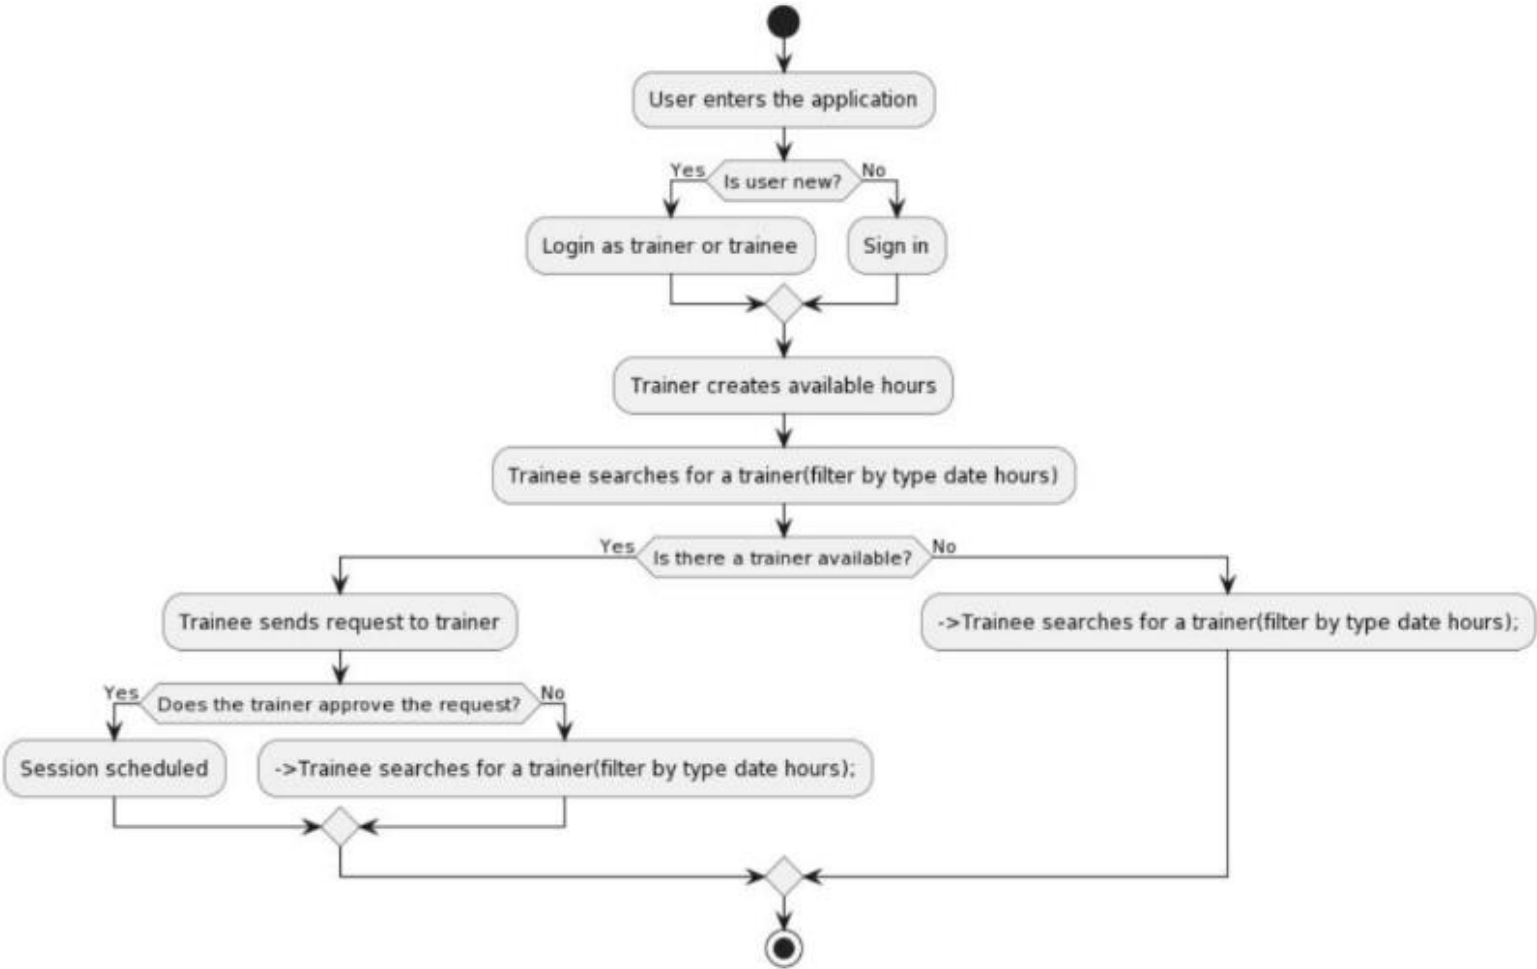 User enters the application
Yes
Is user new?
No
Login as trainer or trainee
Sign in
Trainer creates available hours
Trainee searches for a trainer(filter by type date hours)
Yes
Is there a trainer available?
No
Trainee sends request to trainer
->Trainee searches for a trainer(filter by type date hours);
Yes
Does the trainer approve the request?
No
Session scheduled
->Trainee searches for a trainer(filter by type date hours);